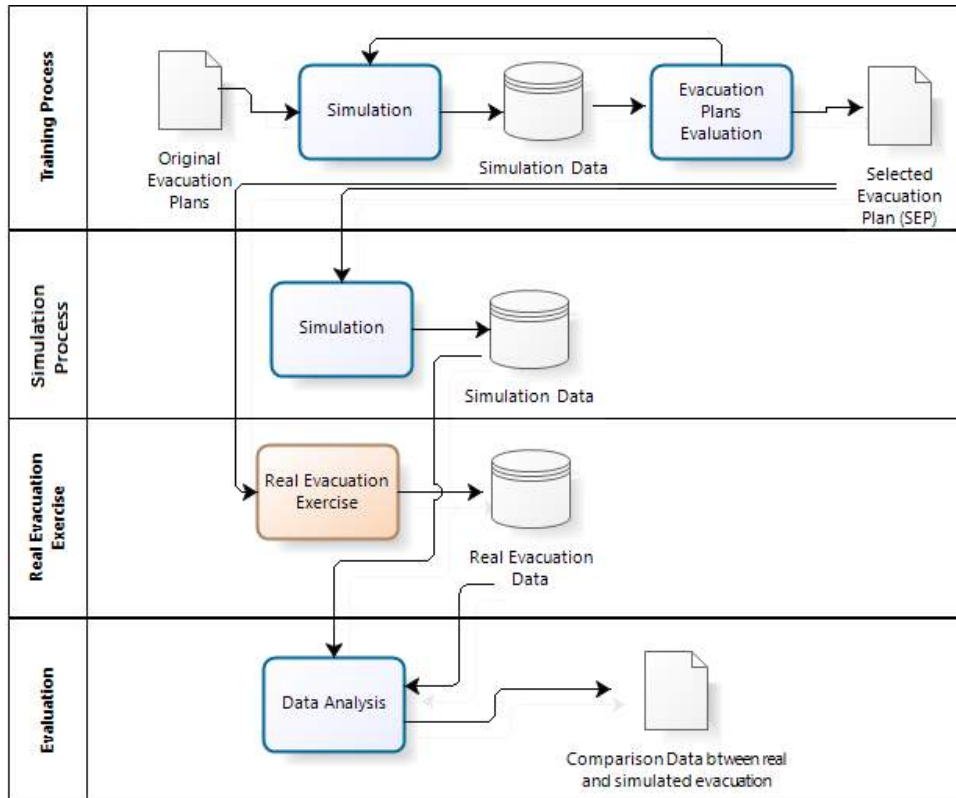 Training Process
Original
Evacuation
Plans
Simulation
Simulation Data
Evacuation
Plans
Evaluation
Selected
Evacuation
Plan (SEP)
Simulation
Process
Simulation
Simulation Data
Real Evacuation
Exercise
Real Evacuation
Exercise
Real Evacuation
Data
Evaluation
Data Analysis
Comparison Data btween real
and simulated evacuation